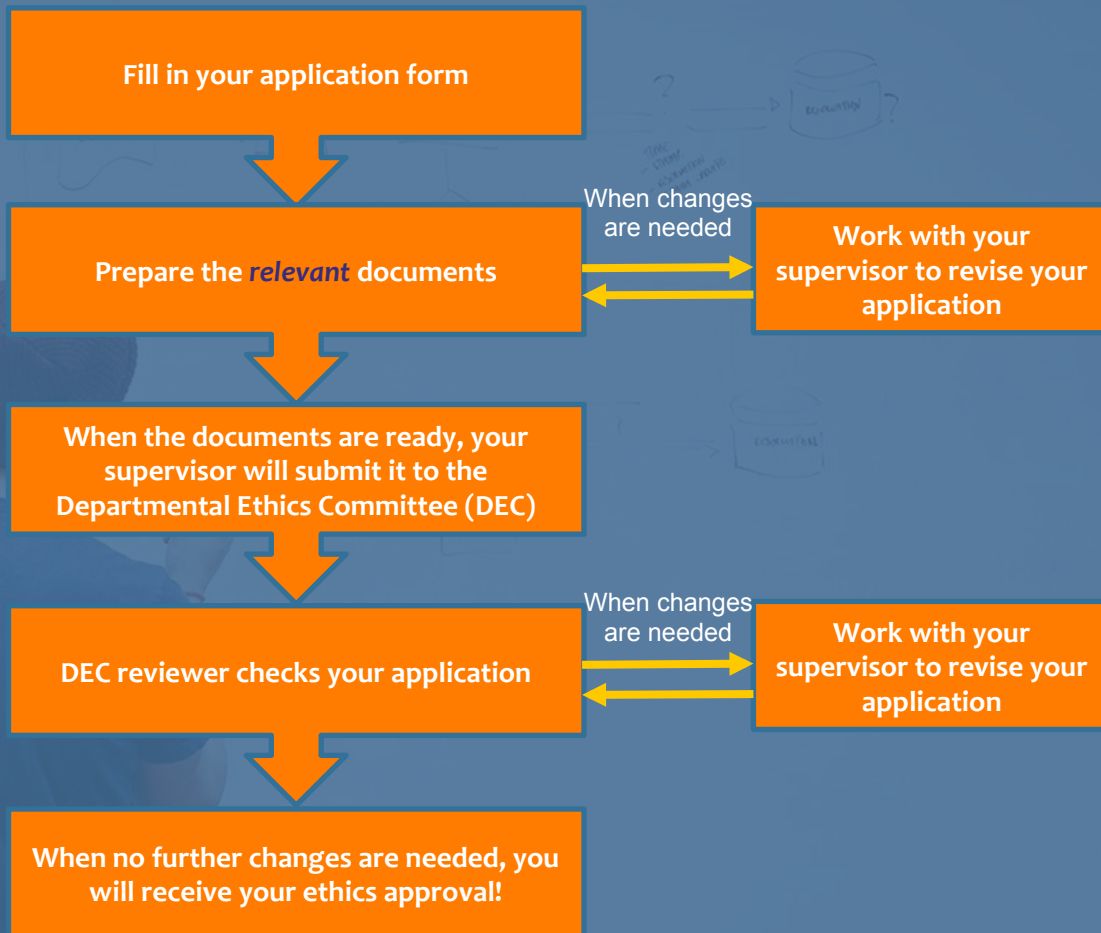 Fill in your application form
When changes
are needed
Prepare the relevant documents
Work with your
supervisor to revise your
application
When the documents are ready, your
supervisor will submit it to the
Departmental Ethics Committee (DEC)
When changes
are needed
DEC reviewer checks your application
Work with your
supervisor to revise your
application
When no further changes are needed, you
will receive your ethics approval!